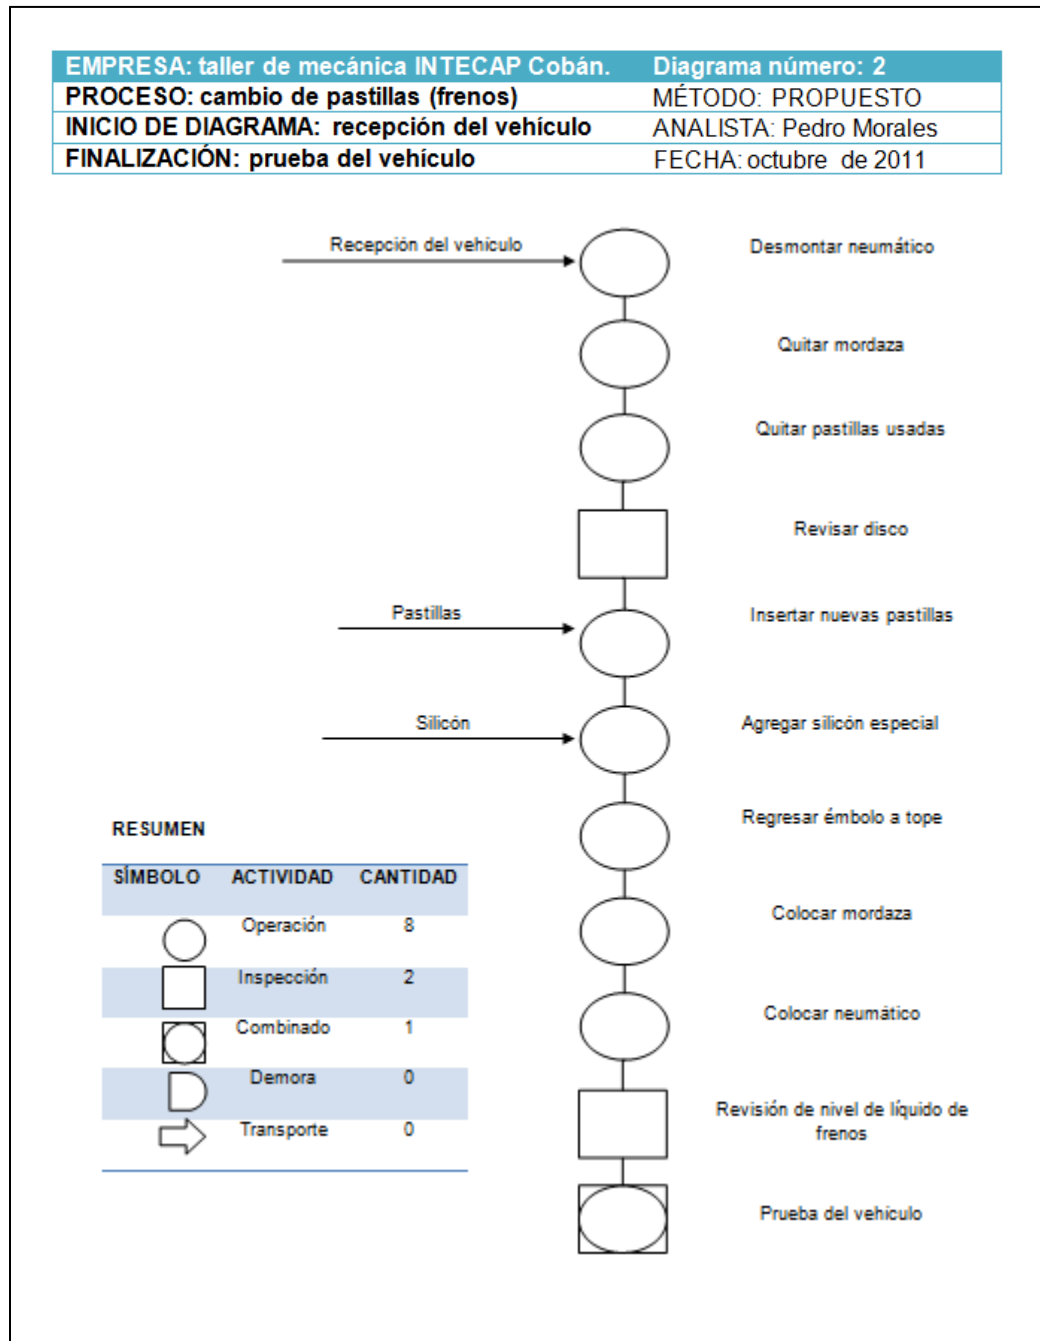 EMPRESA: taller de mecánica INTECAP Cobán. Diagrama número: 2
PROCESO: cambio de pastillas (frenos) MÉTODO: PROPUESTO
INICIO DE DIAGRAMA: recepción del vehículo ANALISTA: Pedro Morales
FINALIZACIÓN: prueba del vehículo FECHA: octubre de 2011
Recepción del vehículo
Desmontar neumático
Quitar mordaza
Quitar pastillas usadas
Revisar disco
Pastillas
Insertar nuevas pastillas
Silicón
Agregar silicón especial
Regresar émbolo a tope
Colocar mordaza
Colocar neumático
Revisión de nivel de líquido de
frenos
Prueba del vehículo
RESUMEN
SÍMBOLO ACTIVIDAD CANTIDAD
Operación 8
Inspección 2
Combinado 1
Demora 0
Transporte 0